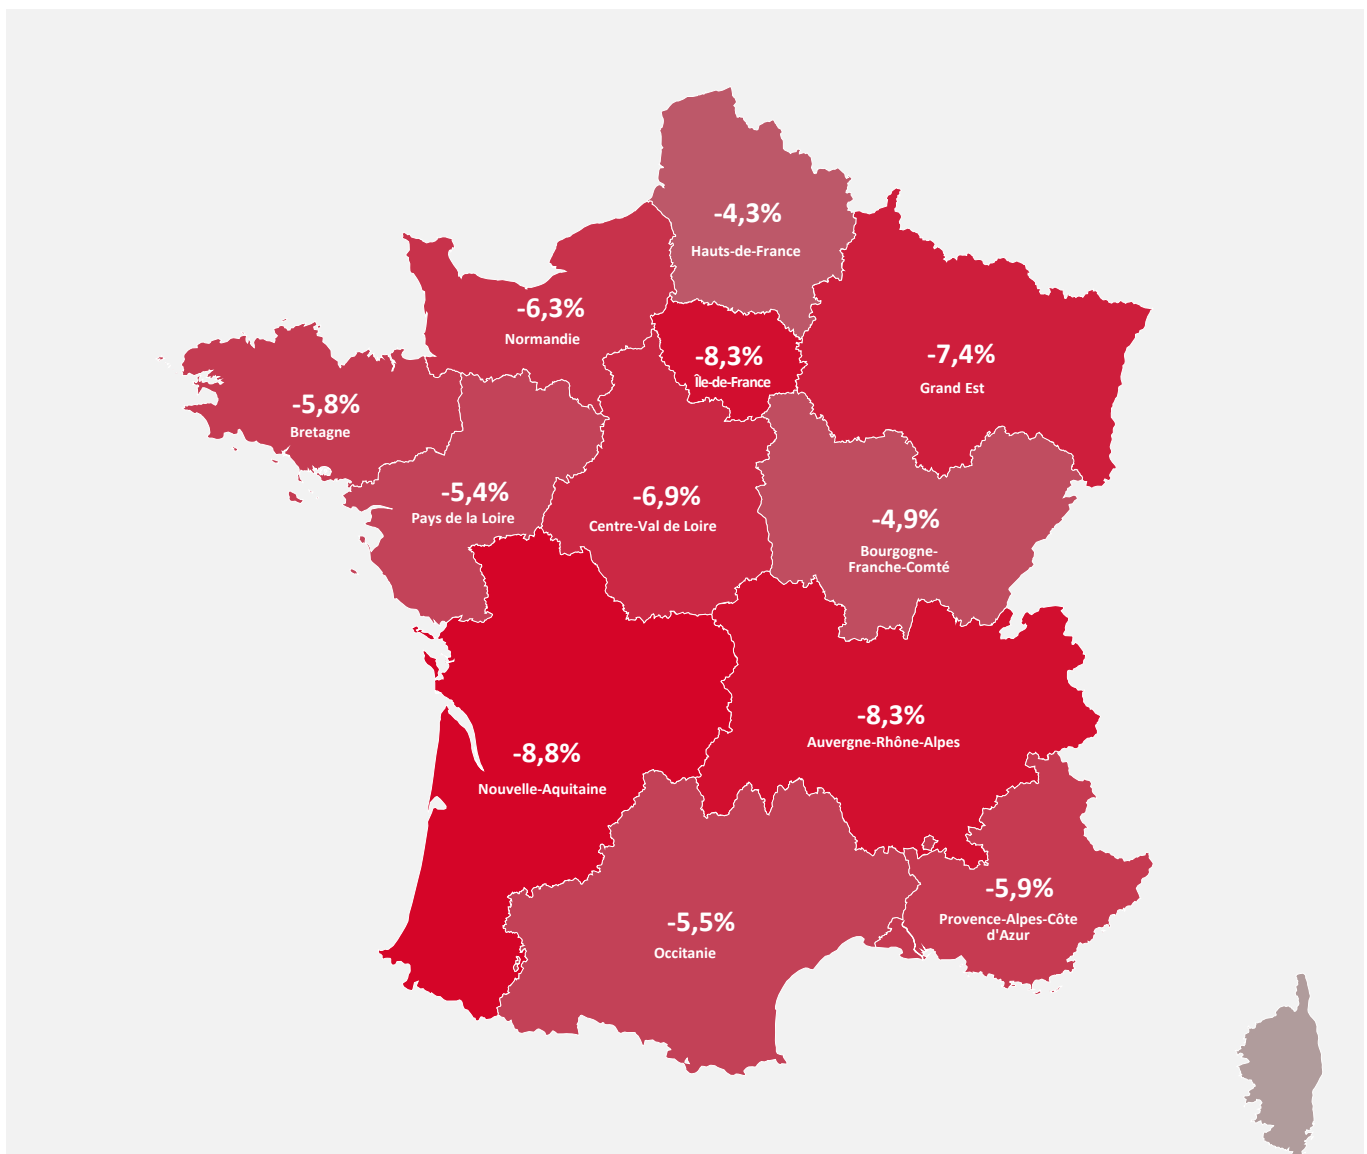 -4,3%
Hauts-de-France
-6,3%
Normandie
-8,3%
Île-de-France
-7,4%
Grand Est
-5,8%
Bretagne
-5,4%
Pays de la Loire
-6,9%
Centre-Val de Loire
-4,9%
Bourgogne-
Franche-Comté
-8,3%
Auvergne-Rhône-Alpes
-8,8%
Nouvelle-Aquitaine
-5,9%
Provence-Alpes-Côte
d'Azur
-5,5%
Occitanie